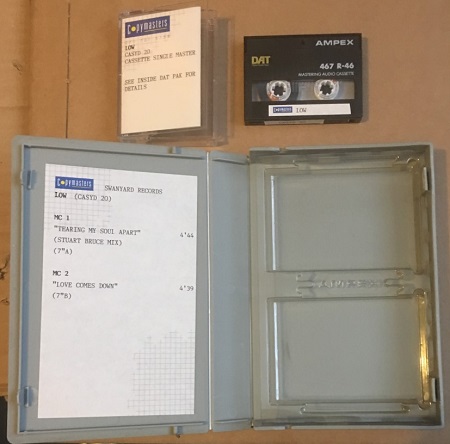 Copymasters
LOW
CASYD 2D
CASSETTE SINGLE MASTER
SEE INSIDE DAT PAK FOR
DETAILS
AMPEX
DAT
467 R-46
MASTERING AUDIO CASSETTE
Copymasters LOW
Copymasters SWANYARD RECORDS
LOW (CASYD 20)
MC 1
"TEARING MY SOUL APART" 4'44
(STUART BRUCE MIX)
(7"A)
MC 2
"LOVE COMES DOWN" 4'39
(7"B)